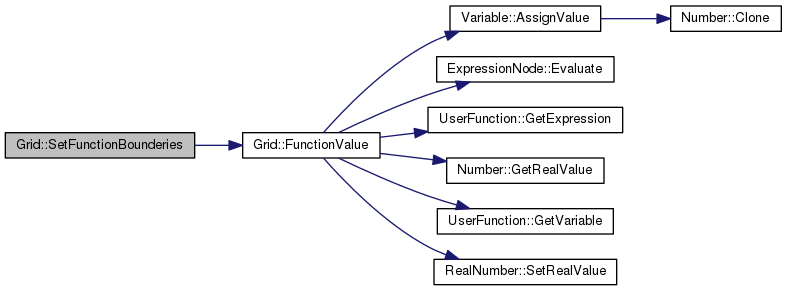 Grid::SetFunctionBounderies
Grid::FunctionValue
Variable::AssignValue
Number::Clone
ExpressionNode::Evaluate
UserFunction::GetExpression
Number::GetRealValue
UserFunction::GetVariable
RealNumber::SetRealValue